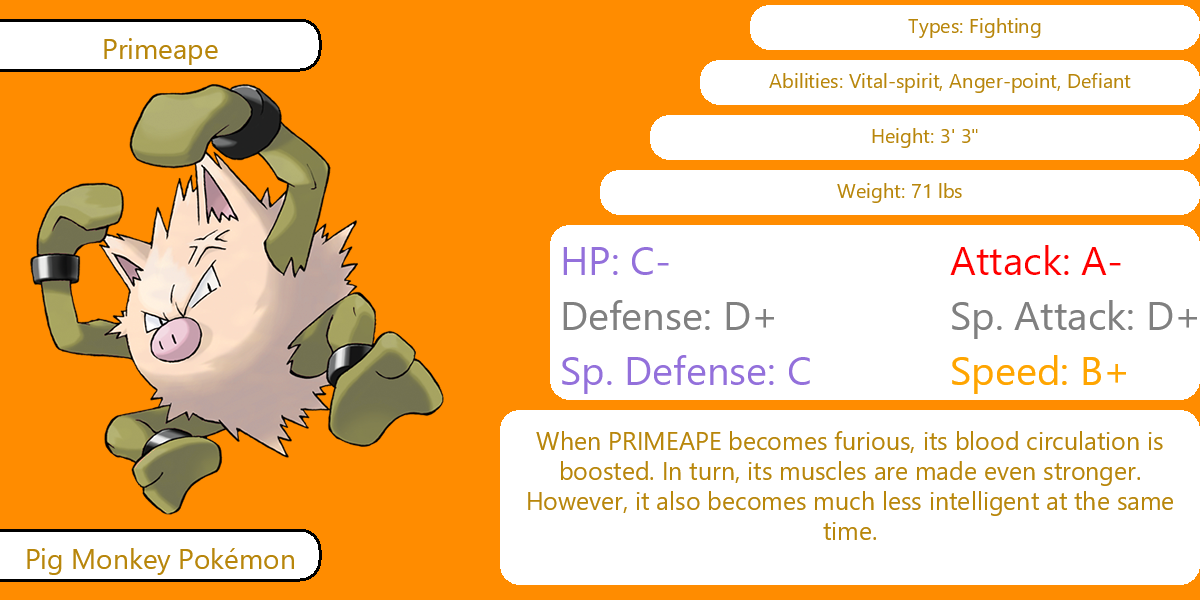 Primeape
Types: Fighting
Abilities: Vital-spirit, Anger-point, Defiant
Height: 3' 3"
Weight: 71 lbs
HP: C-
Attack: A-
Defense: D+
Sp. Attack: D+
Sp. Defense: C
Speed: B+
When PRIMEAPE becomes furious, its blood circulation is
boosted. In turn, its muscles are made even stronger.
However, it also becomes much less intelligent at the same
time.
Pig Monkey Pokémon